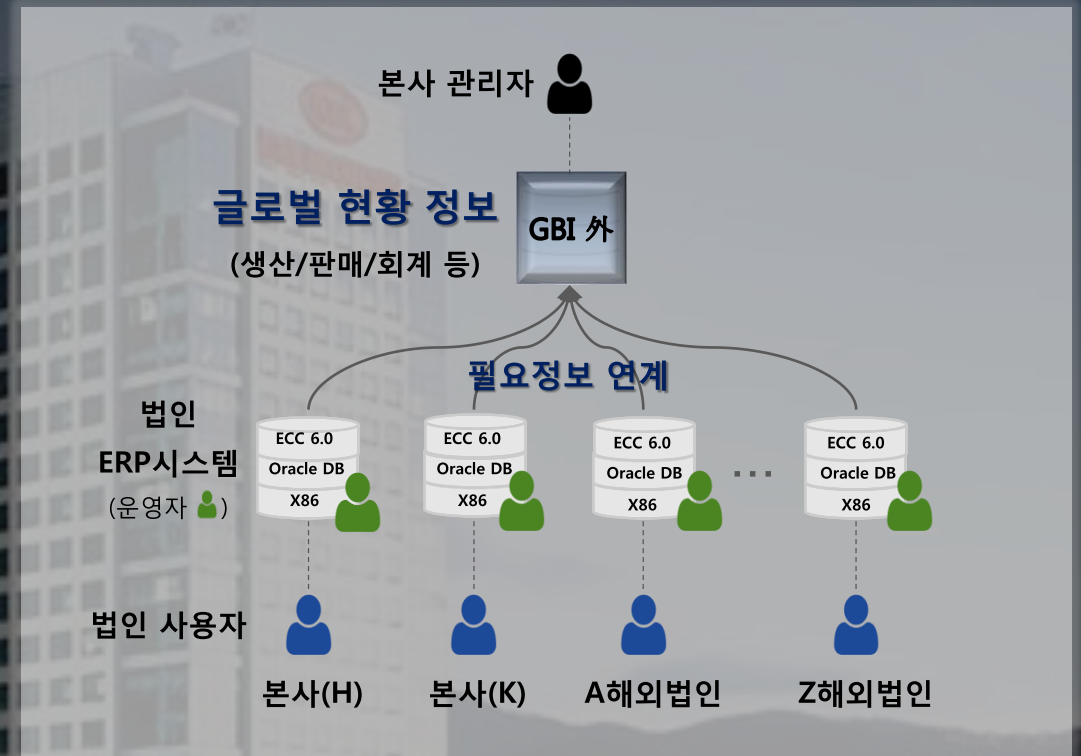 본사 관리자
글로벌 현황 정보
GBI 外
(생산/판매/회계 등)
필요정보 연계
법인
ERP시스템
(운영자 )
ECC 6.0
Oracle DB
X86
ECC 6.0
Oracle DB
X86
ECC 6.0
Oracle DB
X86
...
ECC 6.0
Oracle DB
X86
법인 사용자
본사(H)
본사(K)
A해외법인
Z해외법인